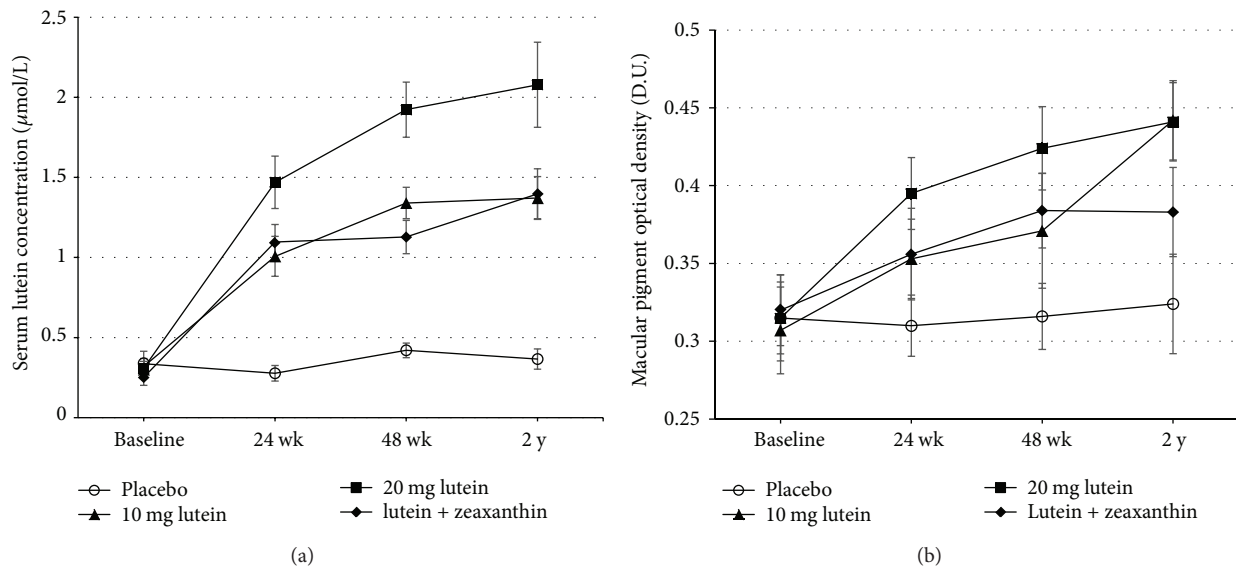 Serum lutein concentration (μmol/L)
2.5
2
1.5
1
0.5
0
Baseline
24 wk
48 wk
2 y
Placebo
20 mg lutein
10 mg lutein
lutein + zeaxanthin
(a)
Macular pigment optical density (D.U.)
0.5
0.45
0.4
0.35
0.3
0.25
Baseline
24 wk
48 wk
2 y
Placebo
20 mg lutein
10 mg lutein
Lutein + zeaxanthin
(b)